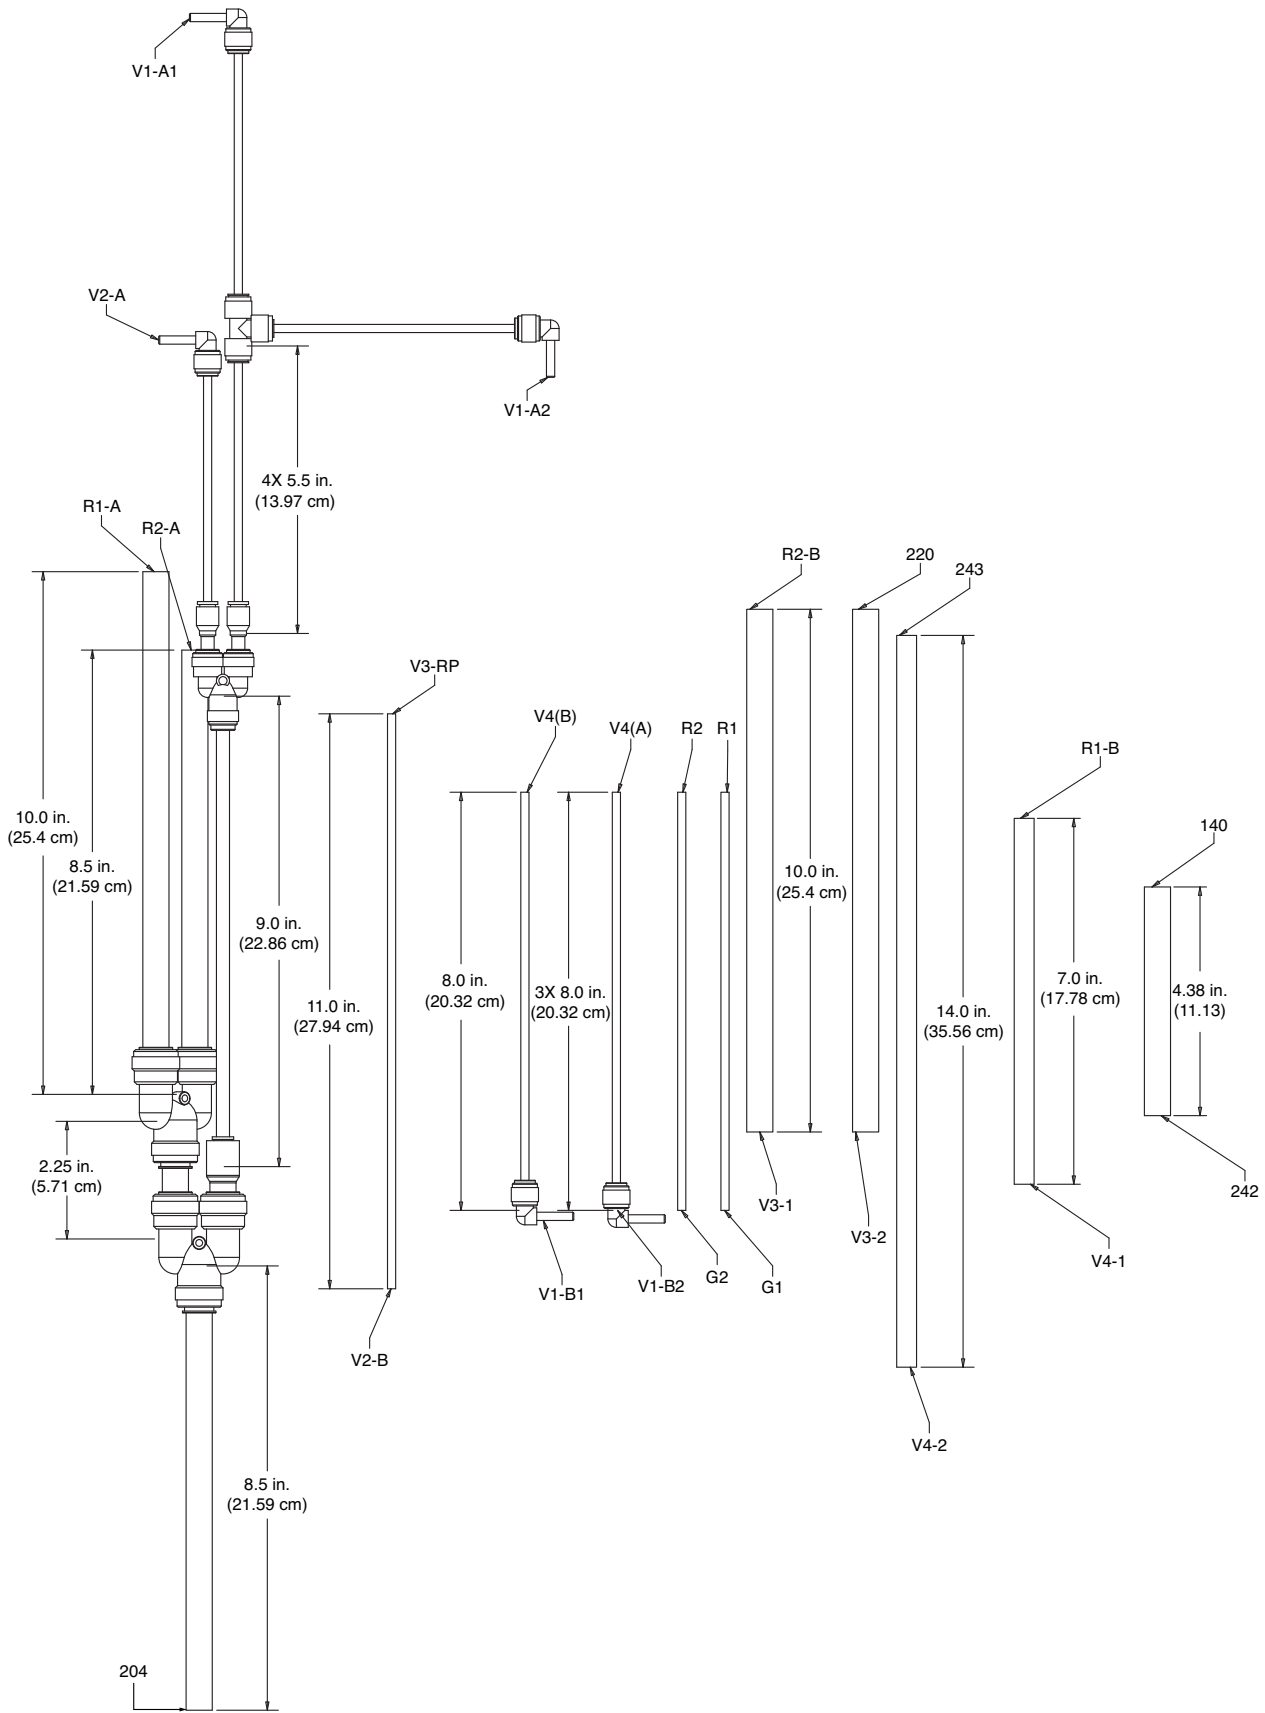 V1-A1
V2-A
V1-A2
4X 5.5 in.
(13.97 cm)
R1-A
R2-A
R2-B
220
243
V3-RP
V4(B)
V4(A)
R2
R1
R1-B
10.0 in.
(25.4 cm)
8.5 in.
(21.59 cm)
140
10.0 in.
(25.4 cm)
9.0 in.
(22.86 cm)
8.0 in.
(20.32 cm)
3X 8.0 in.
(20.32 cm)
11.0 in.
(27.94 cm)
14.0 in.
(35.56 cm)
7.0 in.
(17.78 cm)
4.38 in.
(11.13)
2.25 in.
(5.71 cm)
V3-1
242
V3-2
V4-1
V1-B1
V1-B2
G2
G1
V2-B
V4-2
8.5 in.
(21.59 cm)
204